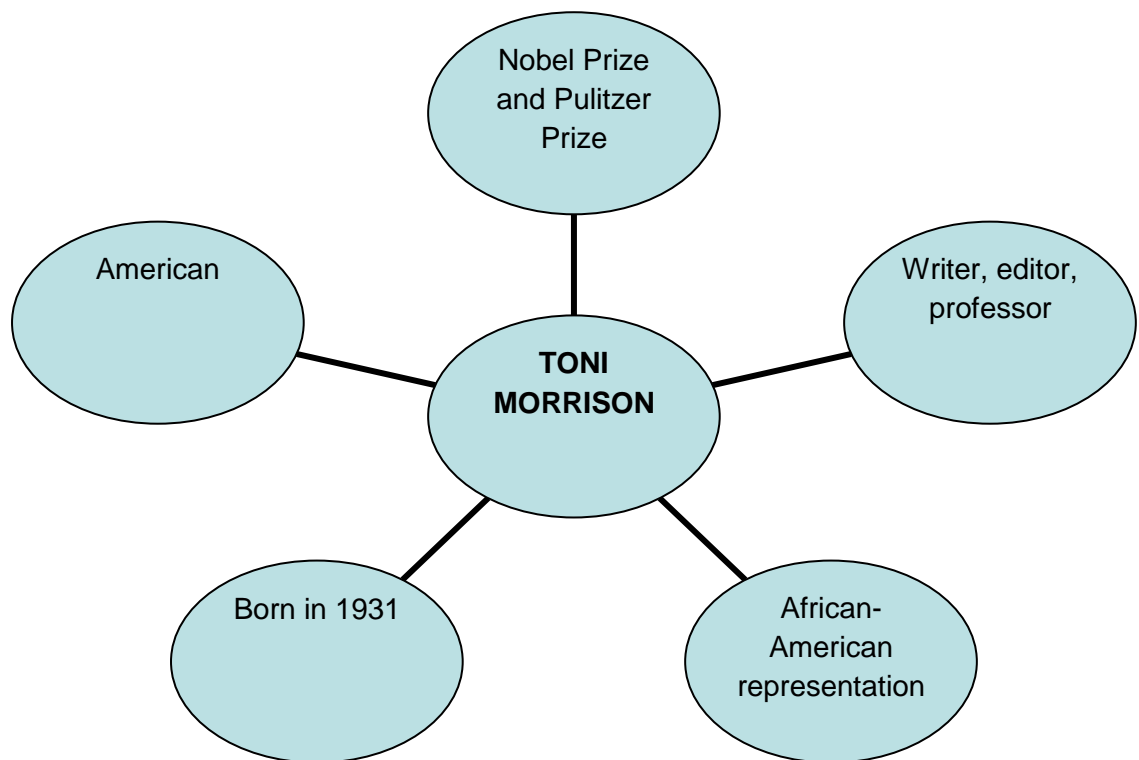 Nobel Prize
and Pulitzer
Prize
American
Writer, editor,
professor
TONI
MORRISON
Born in 1931
African-
American
representation